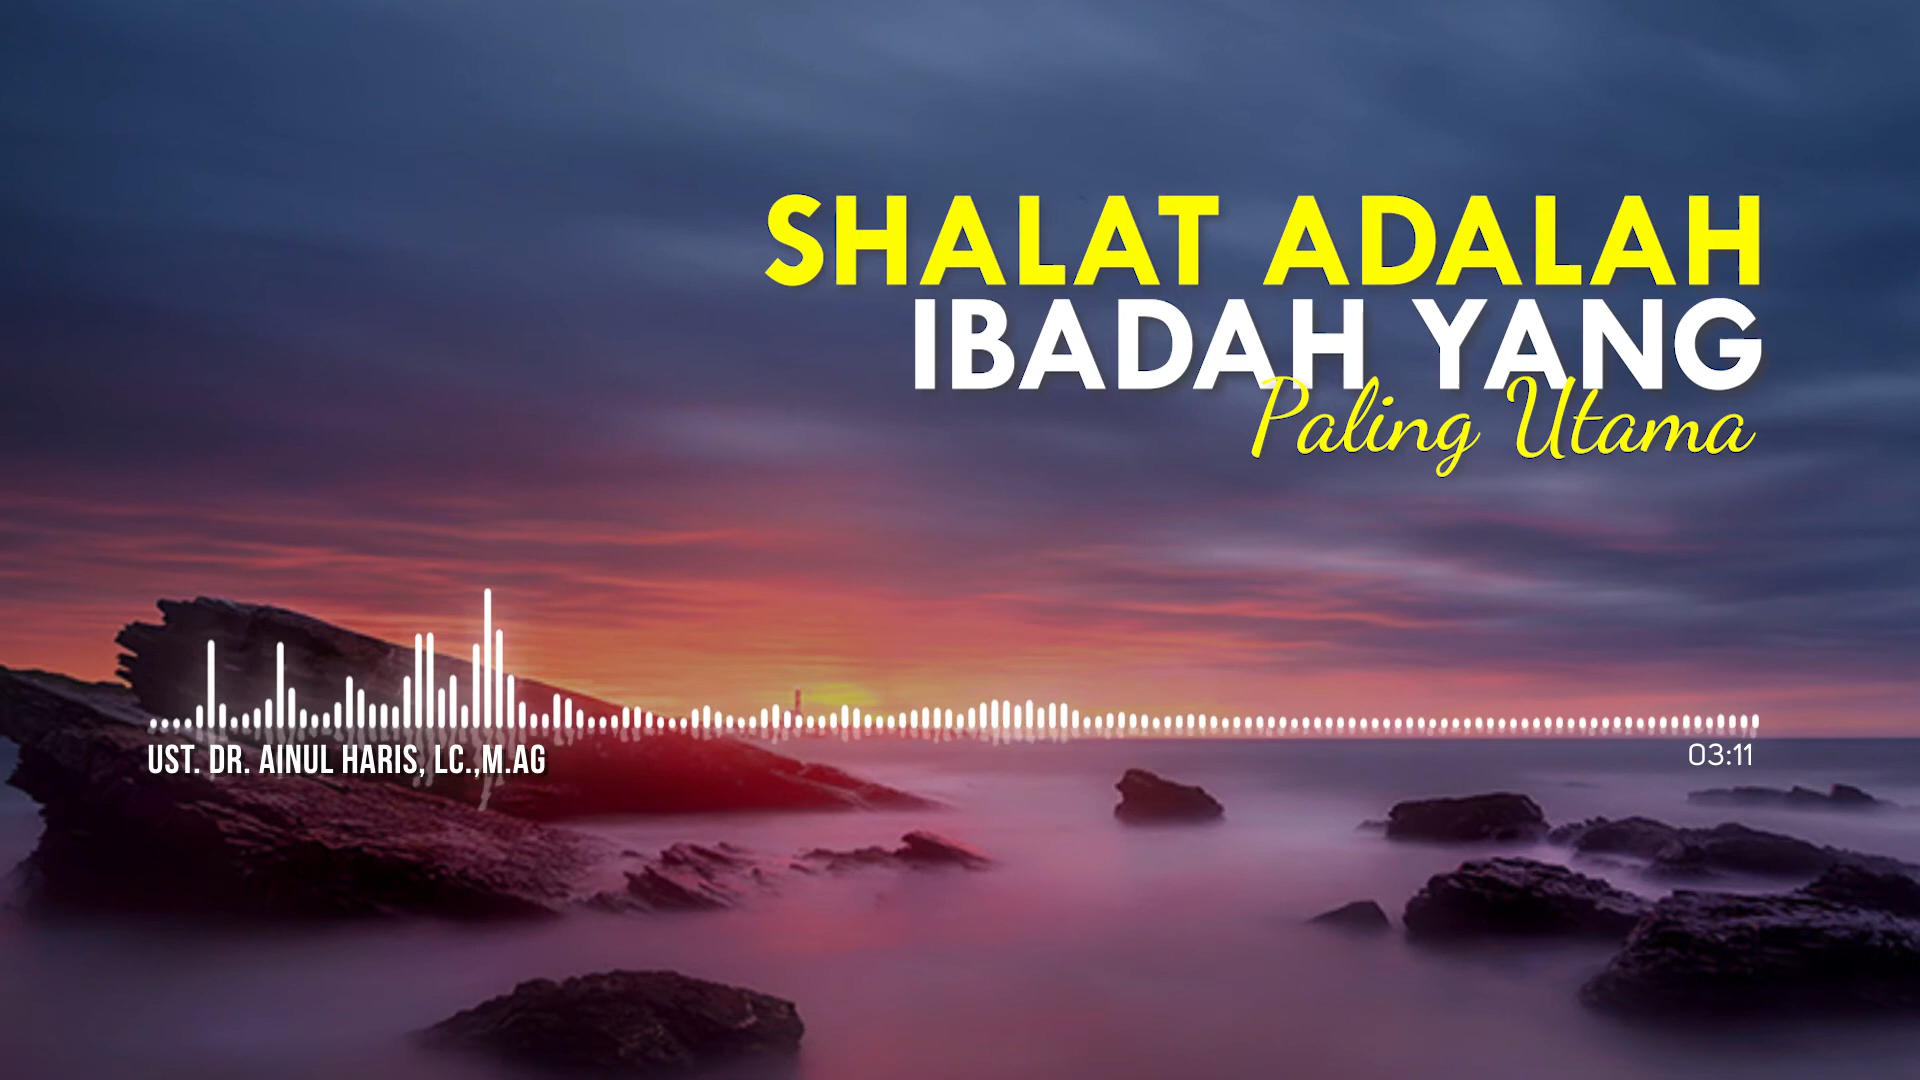 SHALAT ADALAH
IBADAH YANG
Paling Utama
UST. DR. AINUL HARIS, LC.,M.AG
03:11